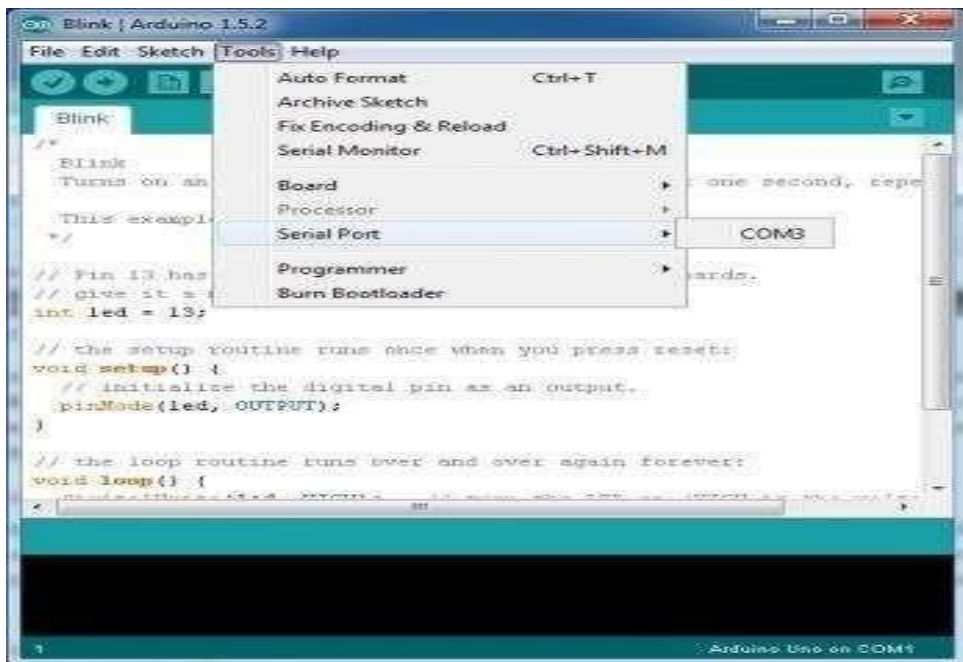 Blink | Arduino 1.5.2
File Edit Sketch Tools Help
Auto Format Ctrl+T
Archive Sketch
Fix Encoding & Reload
Serial Monitor Ctrl+Shift+M
Board
Processor
Serial Port
COM3
Programmer
Burn Bootloader
Blink
/*
Blink
Turns on an one second, repe
This exampl
*/
// Pin 13 has ards.
// give it a
int led = 13;
// the setup routine runs once when you press reset:
void setup() {
// initialize the digital pin as an output.
pinMode(led, OUTPUT);
}
// the loop routine runs over and over again forever:
void loop() {
1
Arduino Uno on COM1